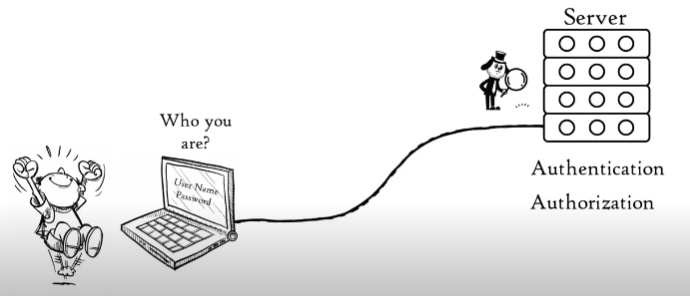 Server
Who you
are?
User Name
Password
Authentication
Authorization